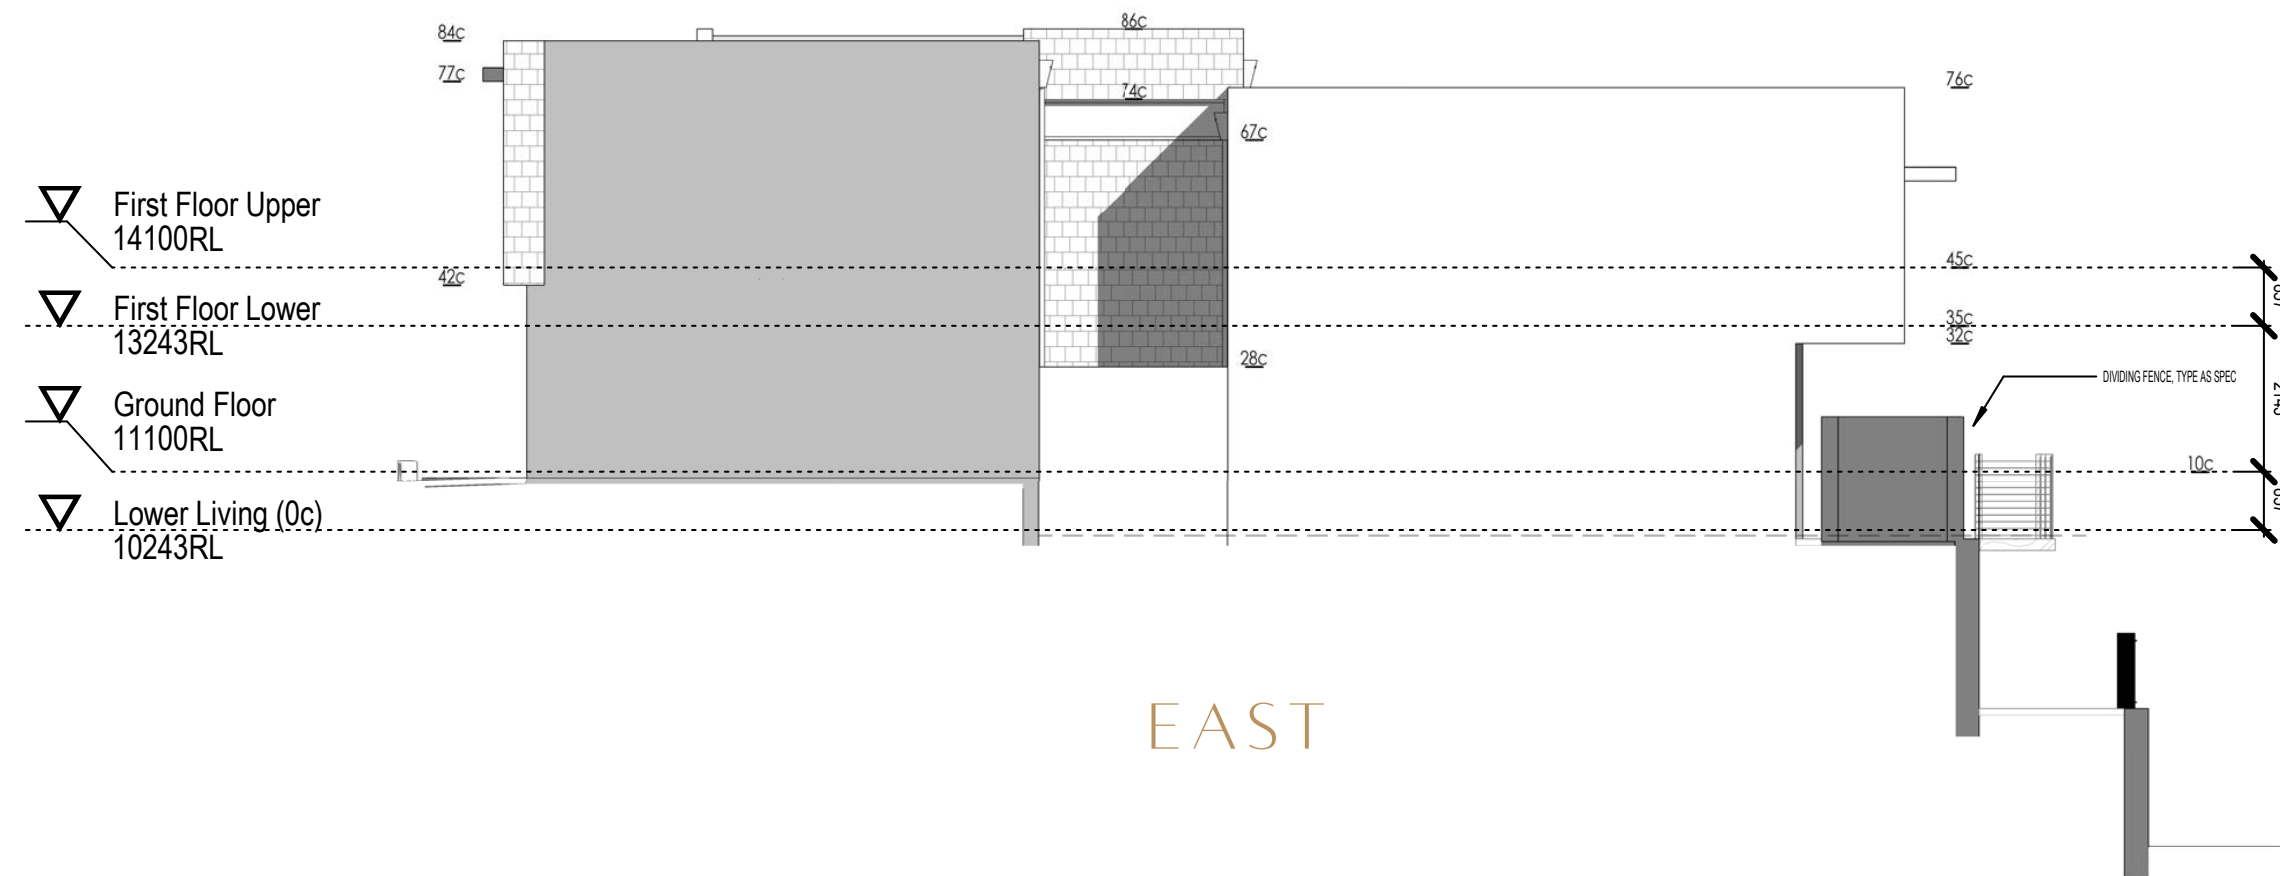 86c
84c
77c
76c
74c
67c
First Floor Upper
14100RL
45c
42c
First Floor Lower
13243RL
35c
32c
28c
DIVIDING FENCE, TYPE AS SPEC
Ground Floor
11100RL
10c
Lower Living (0c)
10243RL
EAST